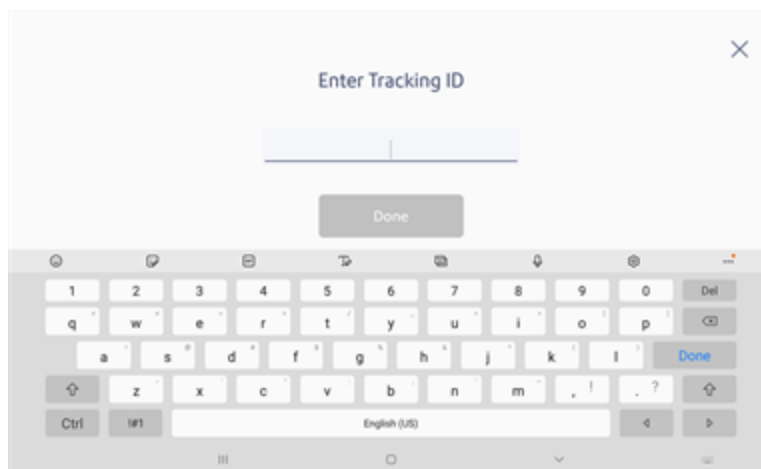 Enter Tracking ID
Done
1 2 3 4 5 6 7 8 9 0 Del
q w e r t y u i o p
a s d f g h j k l Done
z x c v b n m , ! . ?
Ctrl !#1 English (US)